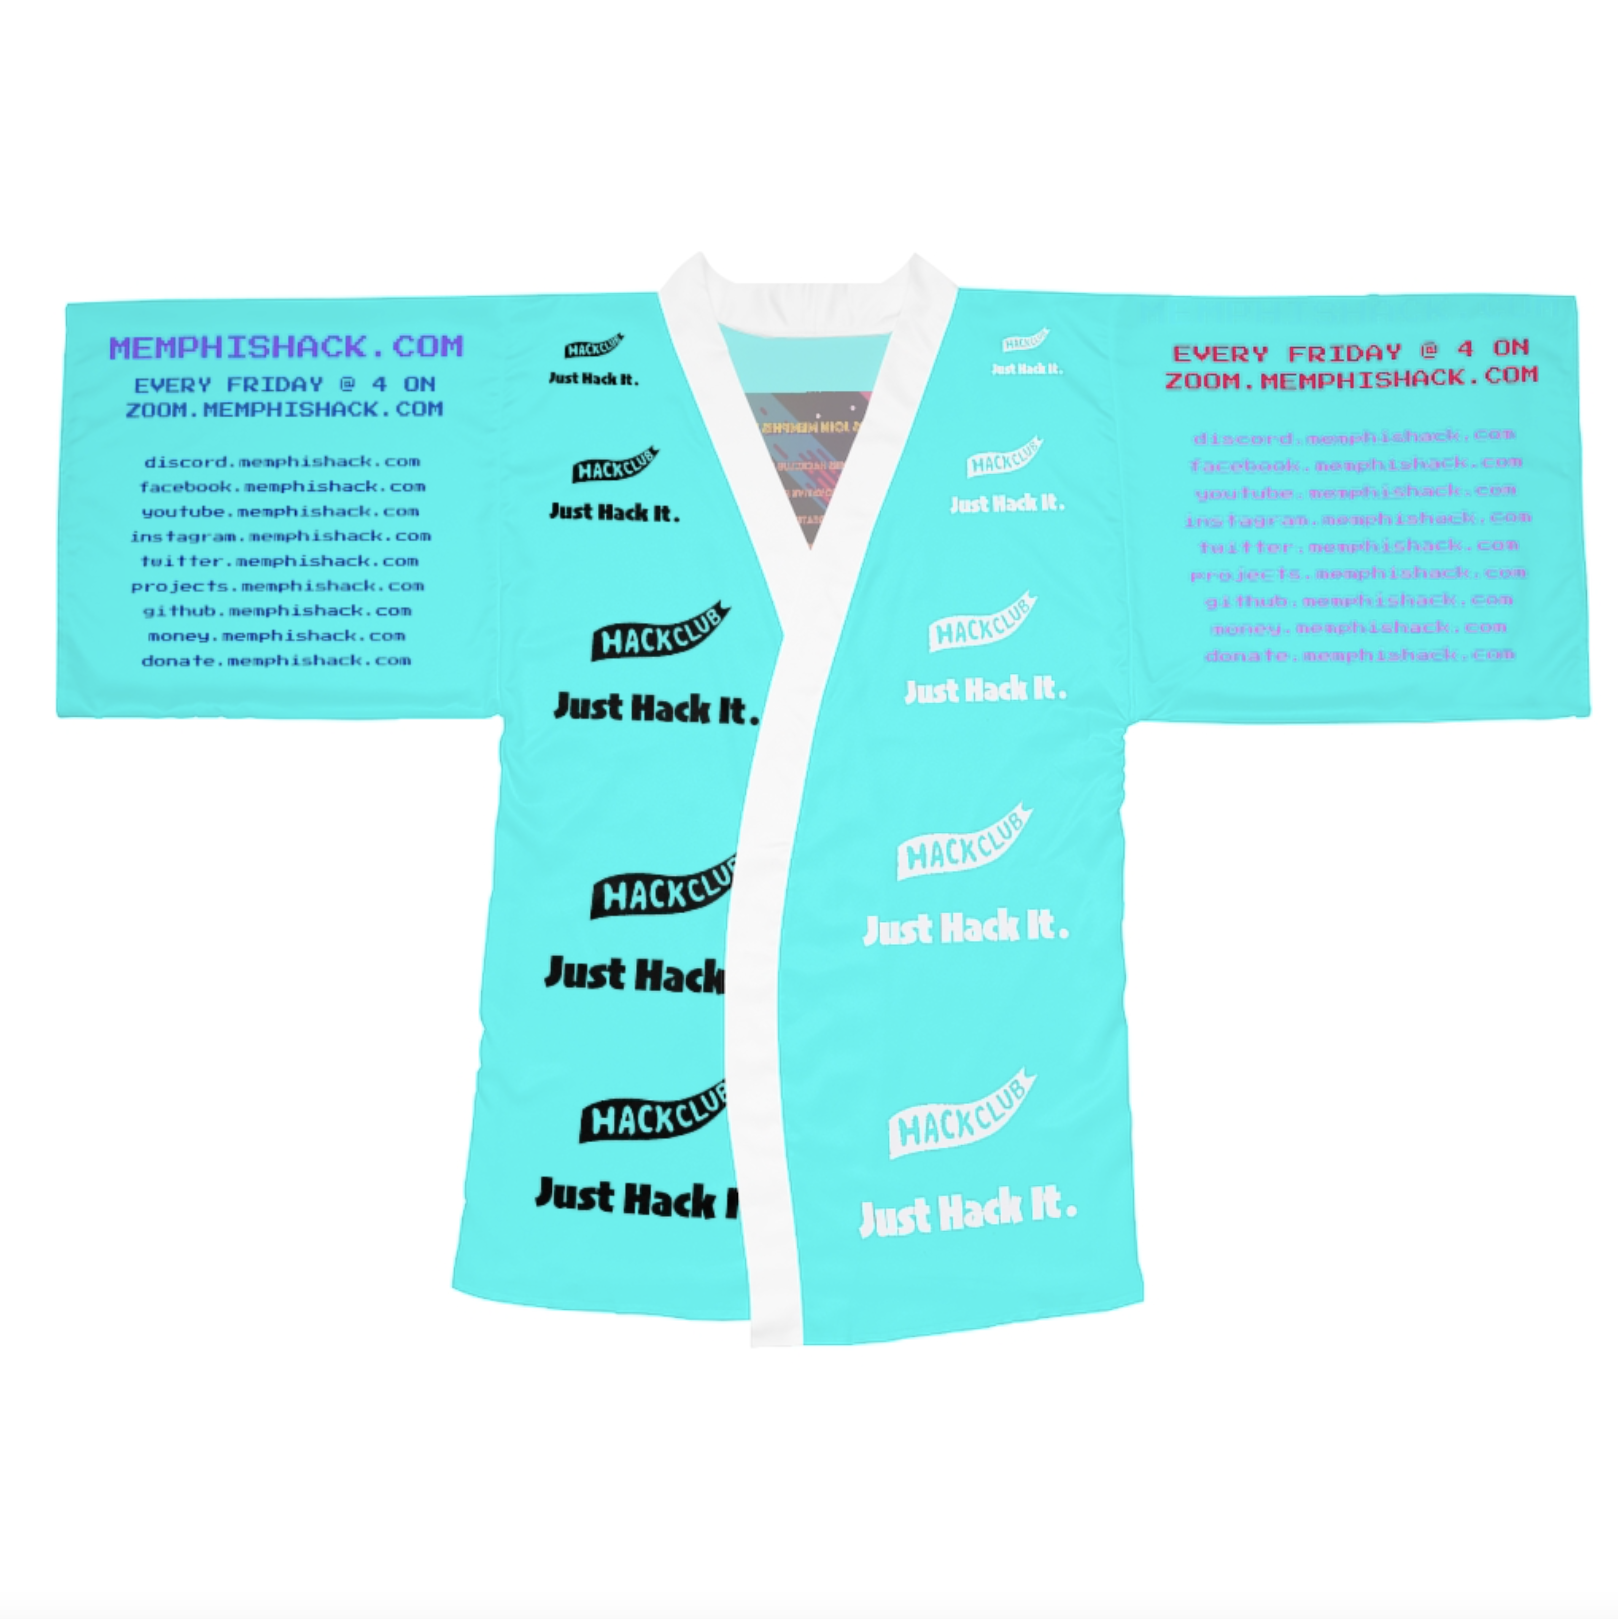 MEMPHISHACK.COM
EVERY FRIDAY @ 4 ON
ZOOM.MEMPHISHACK.COM
discord.memphishack.com
facebook.memphishack.com
youtube.memphishack.com
instagram.memphishack.com
twitter.memphishack.com
projects.memphishack.com
github.memphishack.com
money.memphishack.com
donate.memphishack.com
HACKCLUB
Just Hack It.
HACKCLUB
Just Hack It.
HACKCLUB
Just Hack It.
HACKCLUB
Just Hack
HACKCLUB
Just Hack I
JOIN MEMPHIS
HACKCLUB
Just Hack It.
HACKCLUB
Just Hack It.
HACKCLUB
Just Hack It.
HACKCLUB
Just Hack It.
HACKCLUB
Just Hack It.
EVERY FRIDAY @ 4 ON
ZOOM.MEMPHISHACK.COM
discord.memphishack.com
facebook.memphishack.com
youtube.memphishack.com
instagram.memphishack.com
twitter.memphishack.com
projects.memphishack.com
github.memphishack.com
money.memphishack.com
donate.memphishack.com